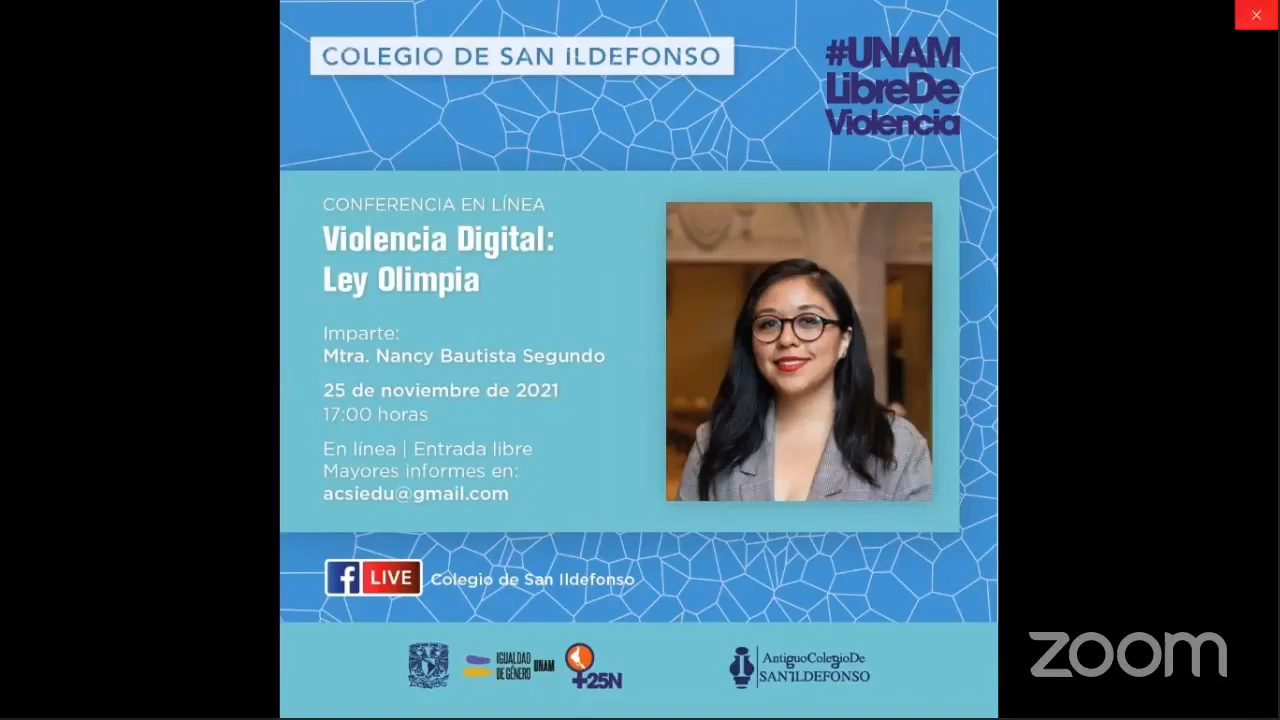 COLEGIO DE SAN ILDEFONSO
#UNAM
LibreDe
Violencia
CONFERENCIA EN LÍNEA
Violencia Digital:
Ley Olimpia
Imparte:
Mtra. Nancy Bautista Segundo
25 de noviembre de 2021
17:00 horas
En línea | Entrada libre
Mayores informes en:
acsiedu@gmail.com
f LIVE Colegio de San Ildefonso
IGUALDAD
DE GÉNERO UNAM
25N
AntiguoColegioDe
SAN ILDEFONSO
zoom